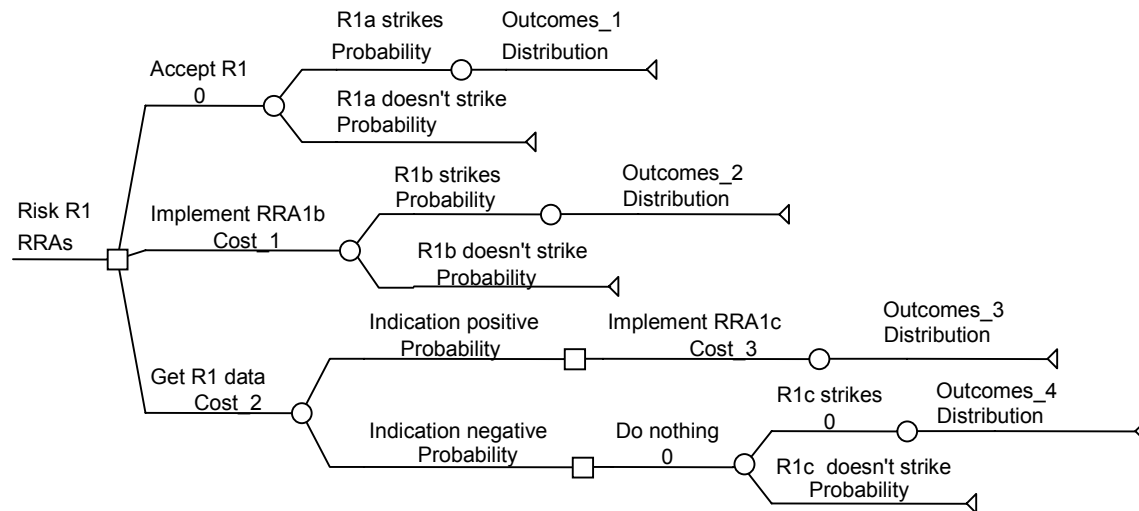 R1a strikes
Probability
Outcomes_1
Distribution
Accept R1
0
R1a doesn't strike
Probability
R1b strikes
Probability
Outcomes_2
Distribution
Risk R1
RRAs
Implement RRA1b
Cost_1
R1b doesn't strike
Probability
Indication positive
Probability
Implement RRA1c
Cost_3
Outcomes_3
Distribution
Get R1 data
Cost_2
R1c strikes
0
Outcomes_4
Distribution
Indication negative
Probability
Do nothing
0
R1c doesn't strike
Probability